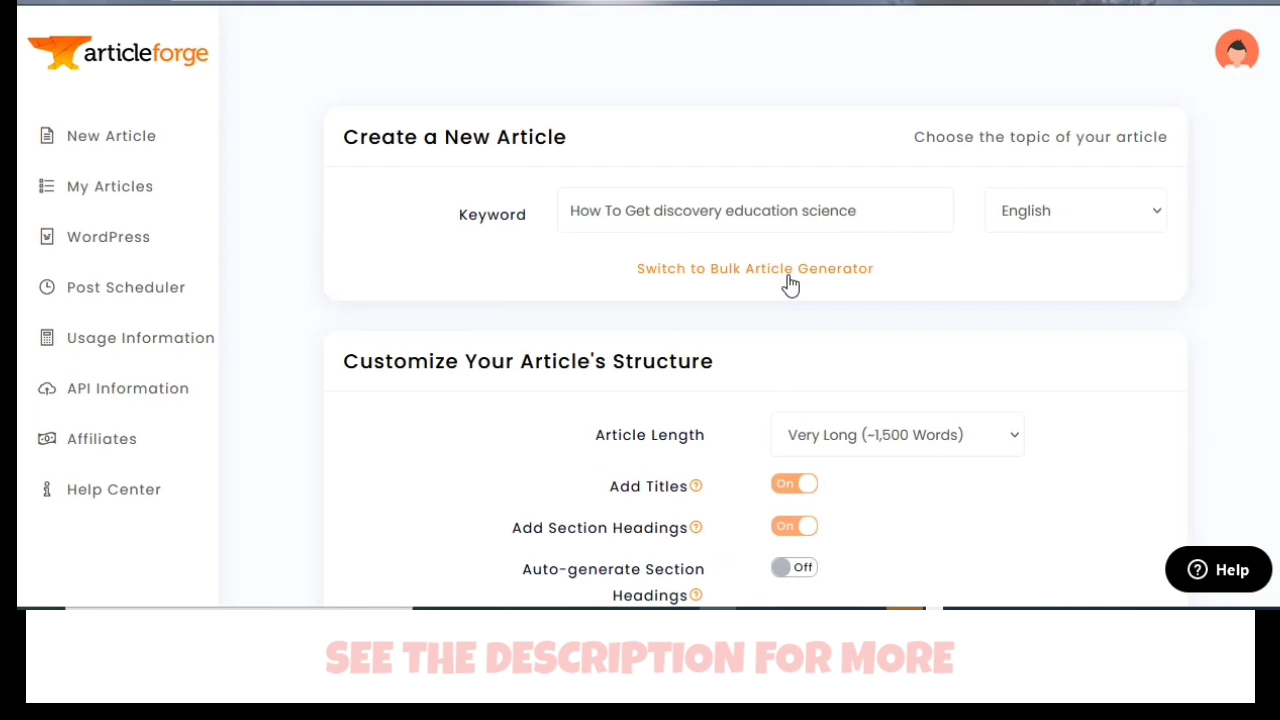 articleforge
New Article
My Articles
WordPress
Post Scheduler
Usage Information
API Information
Affiliates
Help Center
Create a New Article
Choose the topic of your article
Keyword
How To Get discovery education science
English
Switch to Bulk Article Generator
Customize Your Article's Structure
Article Length
Very Long (~1,500 Words)
Add Titles
On
Add Section Headings
On
Auto-generate Section
Headings
Off
Help
SEE THE DESCRIPTION FOR MORE